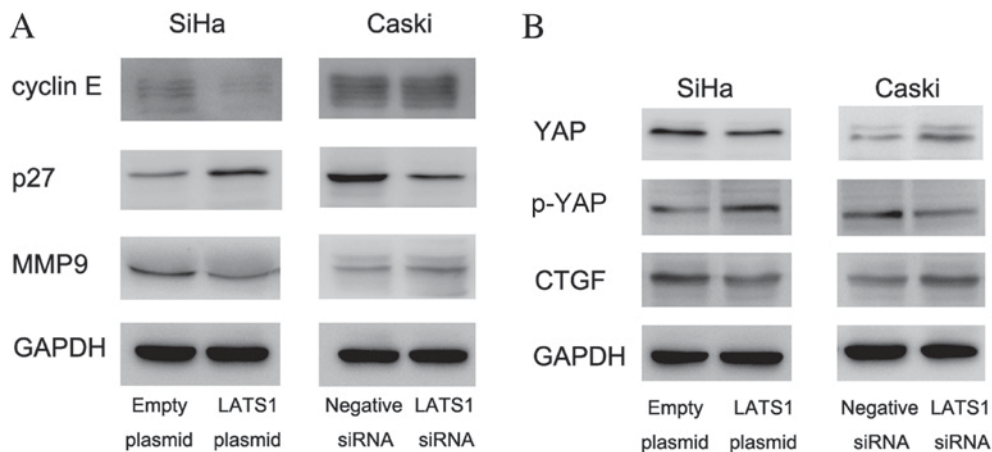 A
SiHa
Caski
cyclin E
p27
MMP9
GAPDH
Empty plasmid
LATS1 plasmid
Negative siRNA
LATS1 siRNA
B
SiHa
Caski
YAP
p-YAP
CTGF
GAPDH
Empty plasmid
LATS1 plasmid
Negative siRNA
LATS1 siRNA